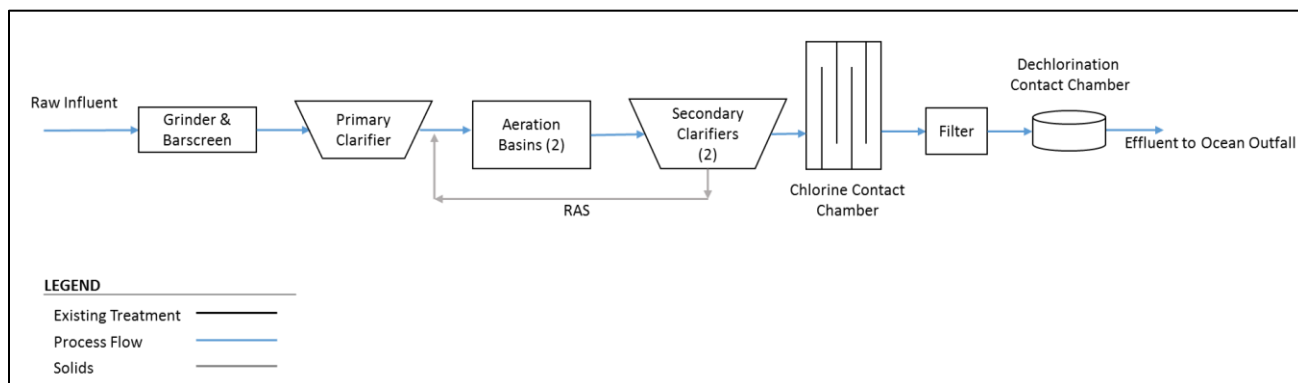 Raw Influent
Grinder &
Barscreen
Primary
Clarifier
Aeration
Basins (2)
Secondary
Clarifiers
(2)
RAS
Chlorine Contact
Chamber
Filter
Dechlorination
Contact Chamber
Effluent to Ocean Outfall
LEGEND
Existing Treatment
Process Flow
Solids